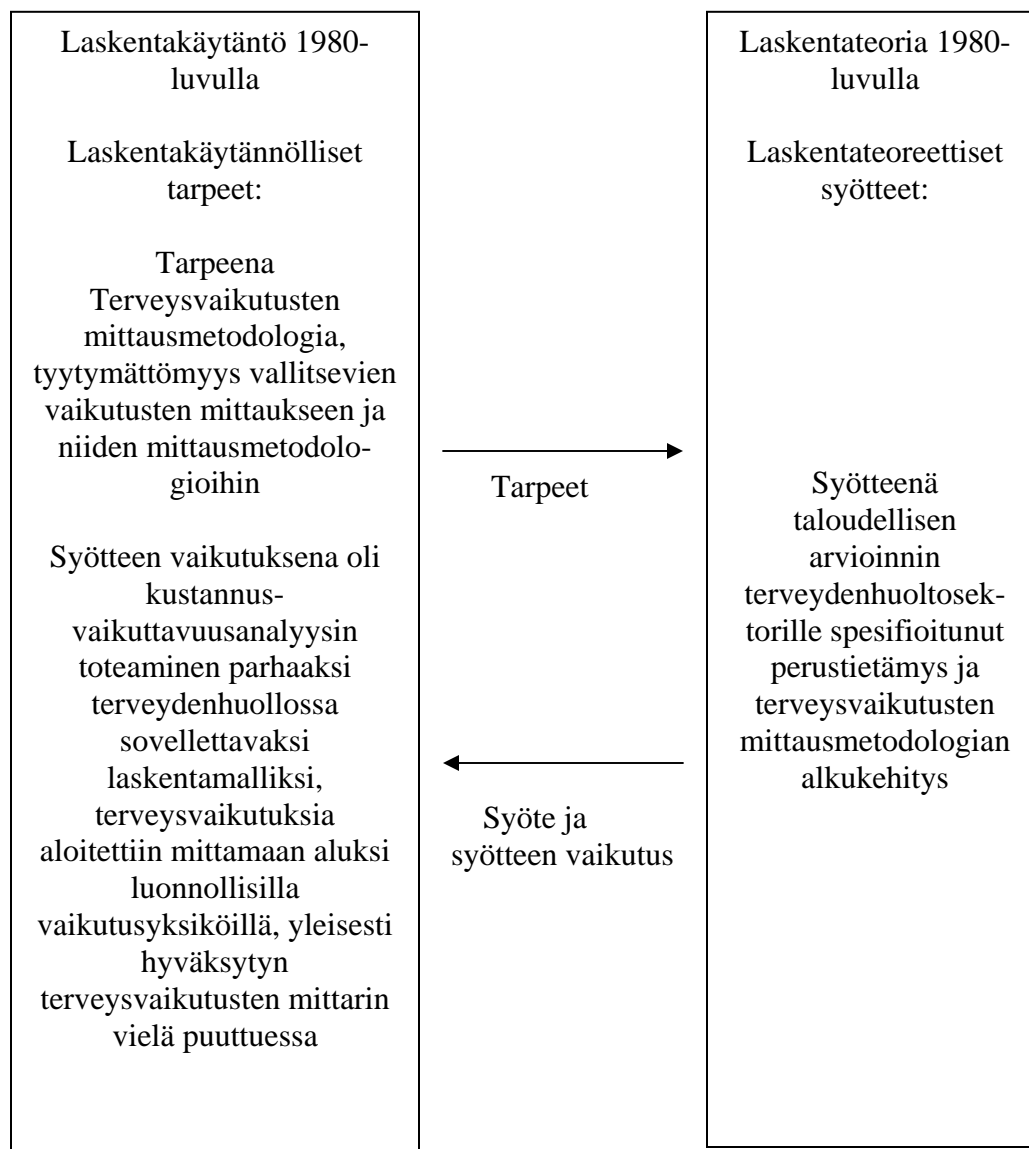 Laskentakäytäntö 1980-
luvulla
Laskentakäytännölliset
tarpeet:
Tarpeena
Terveysvaikutusten
mittausmetodologia,
tyytymättömyys vallitsevien
vaikutusten mittaukseen ja
niiden mittausmetodolo-
gioihin
Syötteen vaikutuksena oli
kustannus-
vaikuttavuusanalyysin
toteaminen parhaaksi
terveydenhuollossa
sovellettavaksi
laskentamalliksi,
terveysvaikutuksia
aloitettiin mittamaan aluksi
luonnollisilla
vaikutusyksiköillä, yleisesti
hyväksytyn
terveysvaikutusten mittarin
vielä puuttuessa
Tarpeet
Syöte ja
syötteen vaikutus
Laskentateoria 1980-
luvulla
Laskentateoreettiset
syötteet:
Syötteenä
taloudellisen
arvioinnin
terveydenhuoltosek-
torille spesifioitunut
perustietämys ja
terveysvaikutusten
mittausmetodologian
alkukehitys